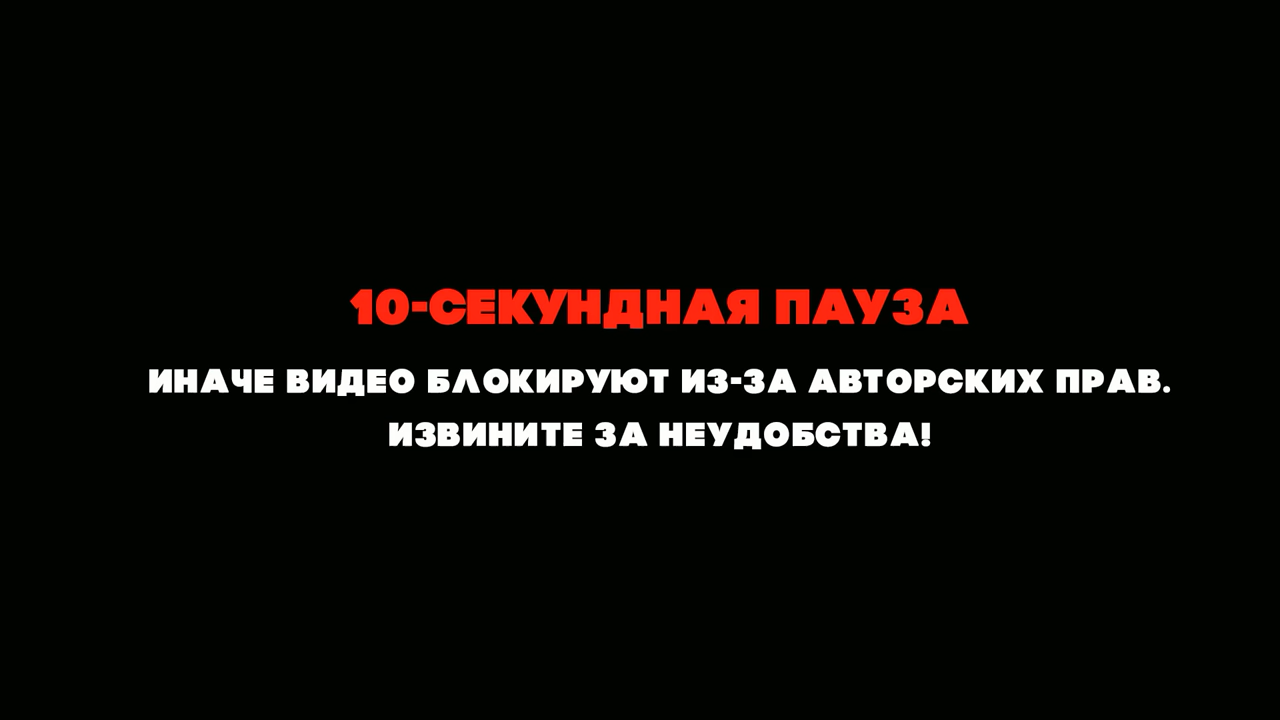 10-СЕКУНДНАЯ ПАУЗА
ИНАЧЕ ВИДЕО БЛОКИРУЮТ ИЗ-ЗА АВТОРСКИХ ПРАВ.
ИЗВИНИТЕ ЗА НЕУДОБСТВА!